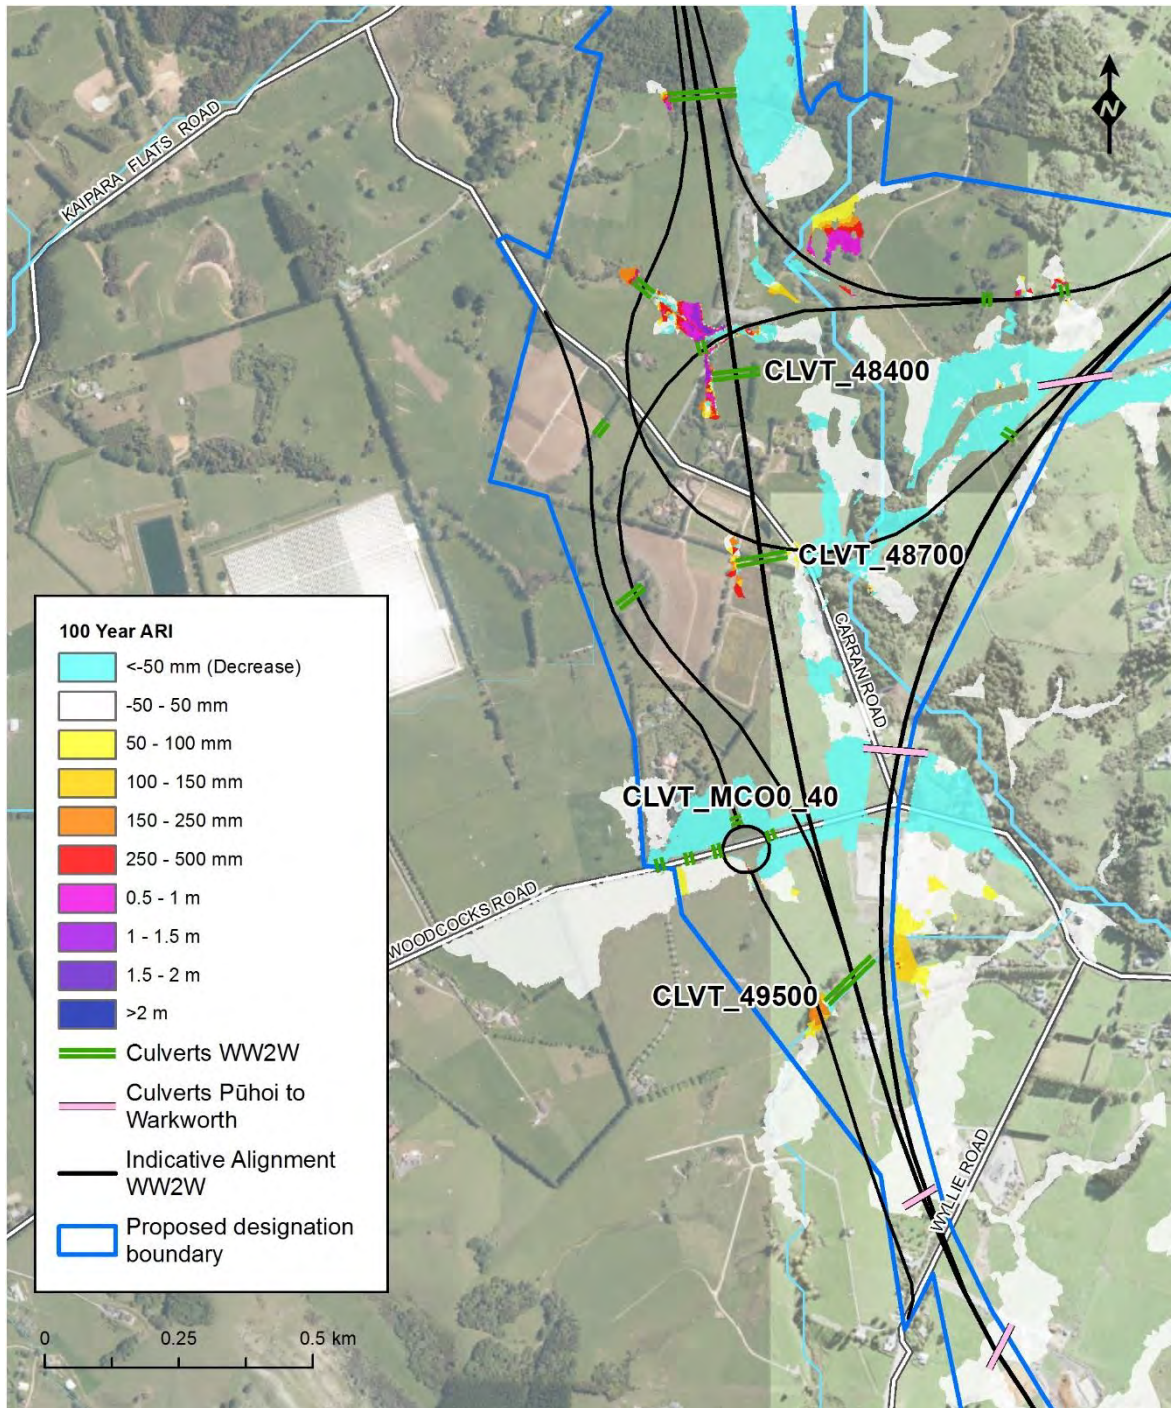 N
KAIPARA FLATS ROAD
CLVT_48400
CLVT_48700
CARRAN ROAD
CLVT_MCO0_40
WOODCOCKS ROAD
CLVT_49500
WYLLIE ROAD
100 Year ARI
<-50 mm (Decrease)
-50 - 50 mm
50 - 100 mm
100 - 150 mm
150 - 250 mm
250 - 500 mm
0.5 - 1 m
1 - 1.5 m
1.5 - 2 m
>2 m
Culverts WW2W
Culverts Pūhoi to
Warkworth
Indicative Alignment
WW2W
Proposed designation
boundary
0 0.25 0.5 km